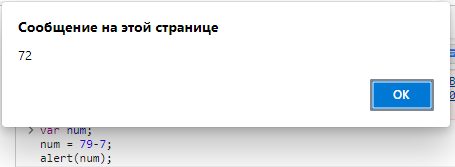 Сообщение на этой странице
72
OK
> var num;
num = 79-7;
alert(num);